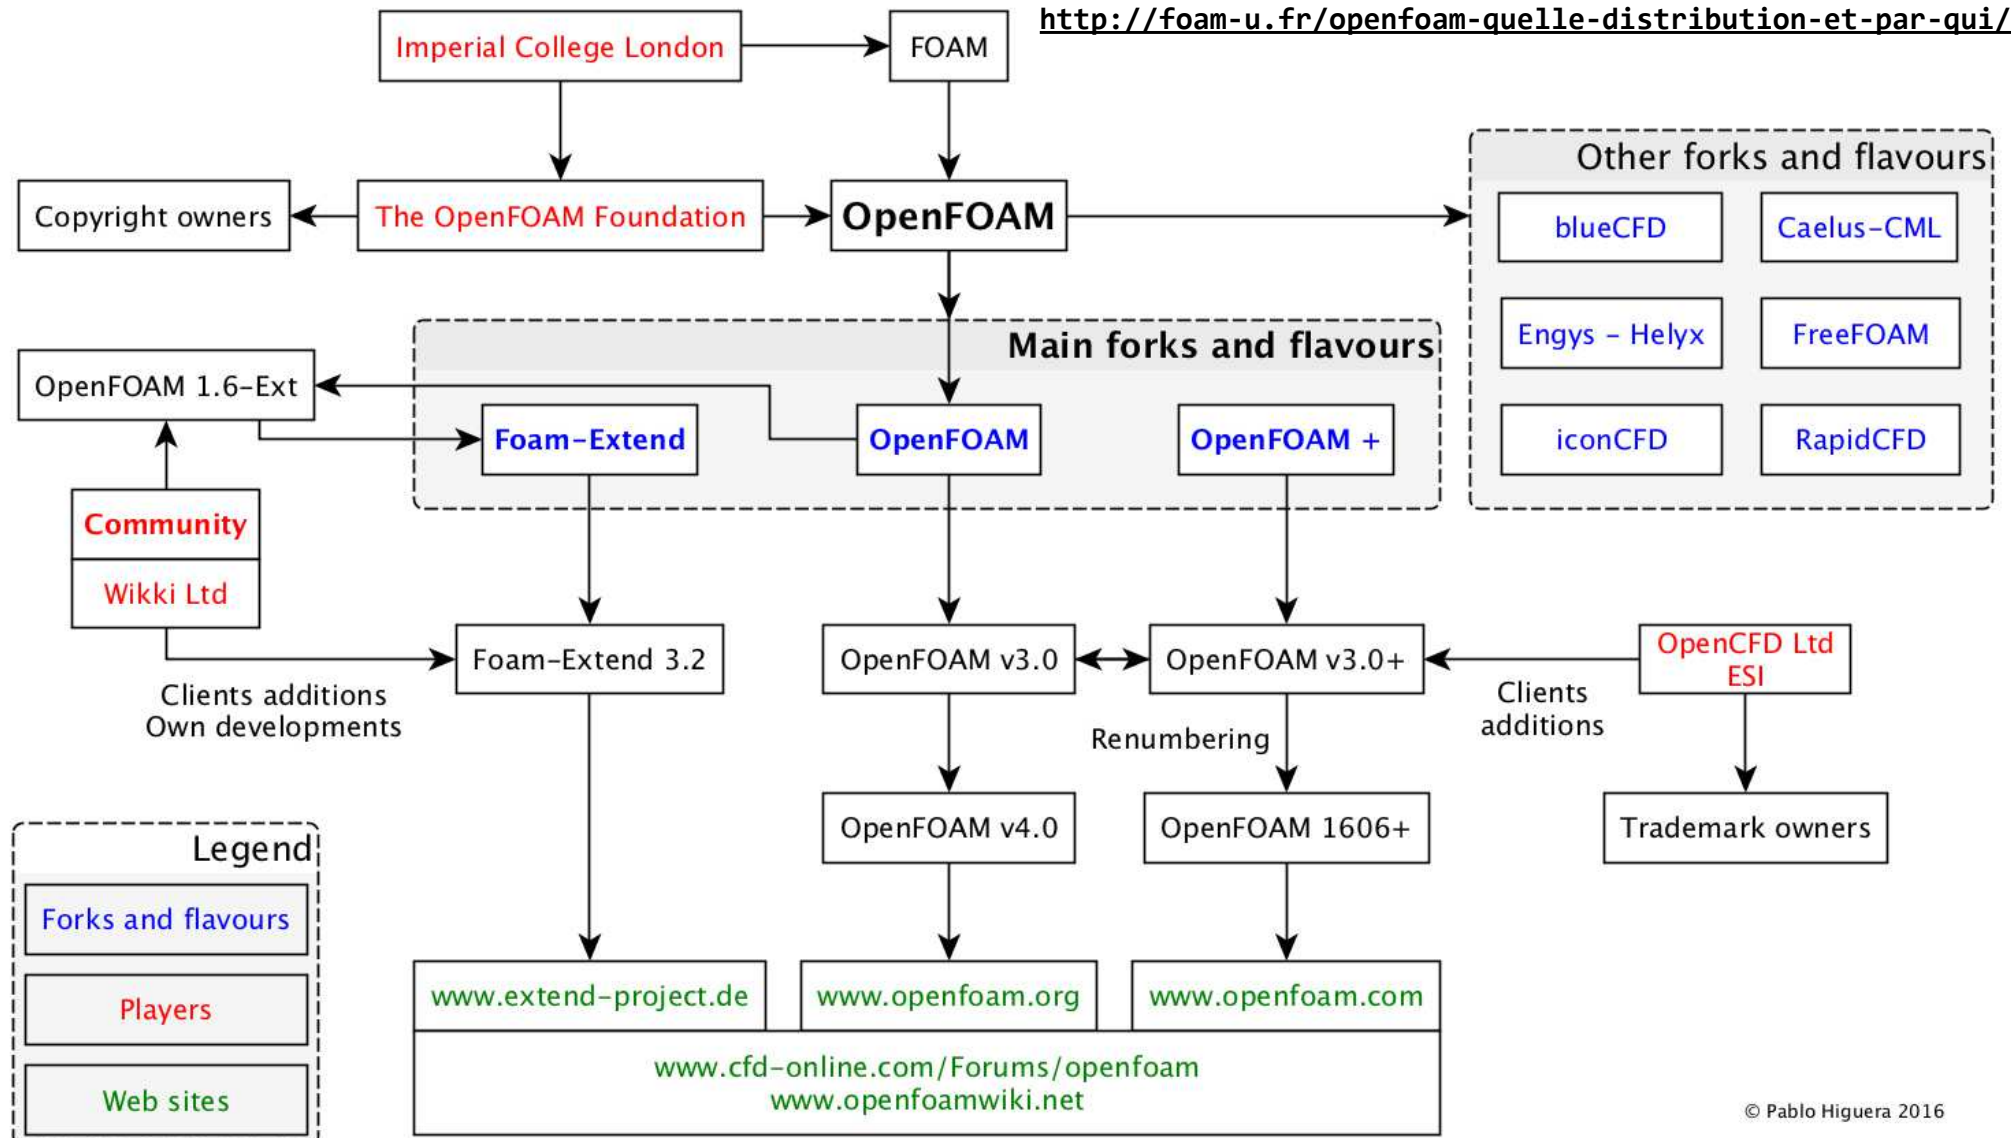 http://foam-u.fr/openfoam-quelle-distribution-et-par-qui/
Imperial College London
FOAM
Other forks and flavours
Copyright owners
The OpenFOAM Foundation
OpenFOAM
blueCFD
Caelus-CML
Engys - Helyx
FreeFOAM
iconCFD
RapidCFD
Main forks and flavours
OpenFOAM 1.6-Ext
Foam-Extend
OpenFOAM
OpenFOAM +
Community
Wikki Ltd
Foam-Extend 3.2
OpenFOAM v3.0
OpenFOAM v3.0+
OpenCFD Ltd
ESI
Clients additions
Own developments
Clients
additions
Renumbering
OpenFOAM v4.0
OpenFOAM 1606+
Trademark owners
Legend
Forks and flavours
Players
Web sites
www.extend-project.de
www.openfoam.org
www.openfoam.com
www.cfd-online.com/Forums/openfoam
www.openfoamwiki.net
© Pablo Higuera 2016